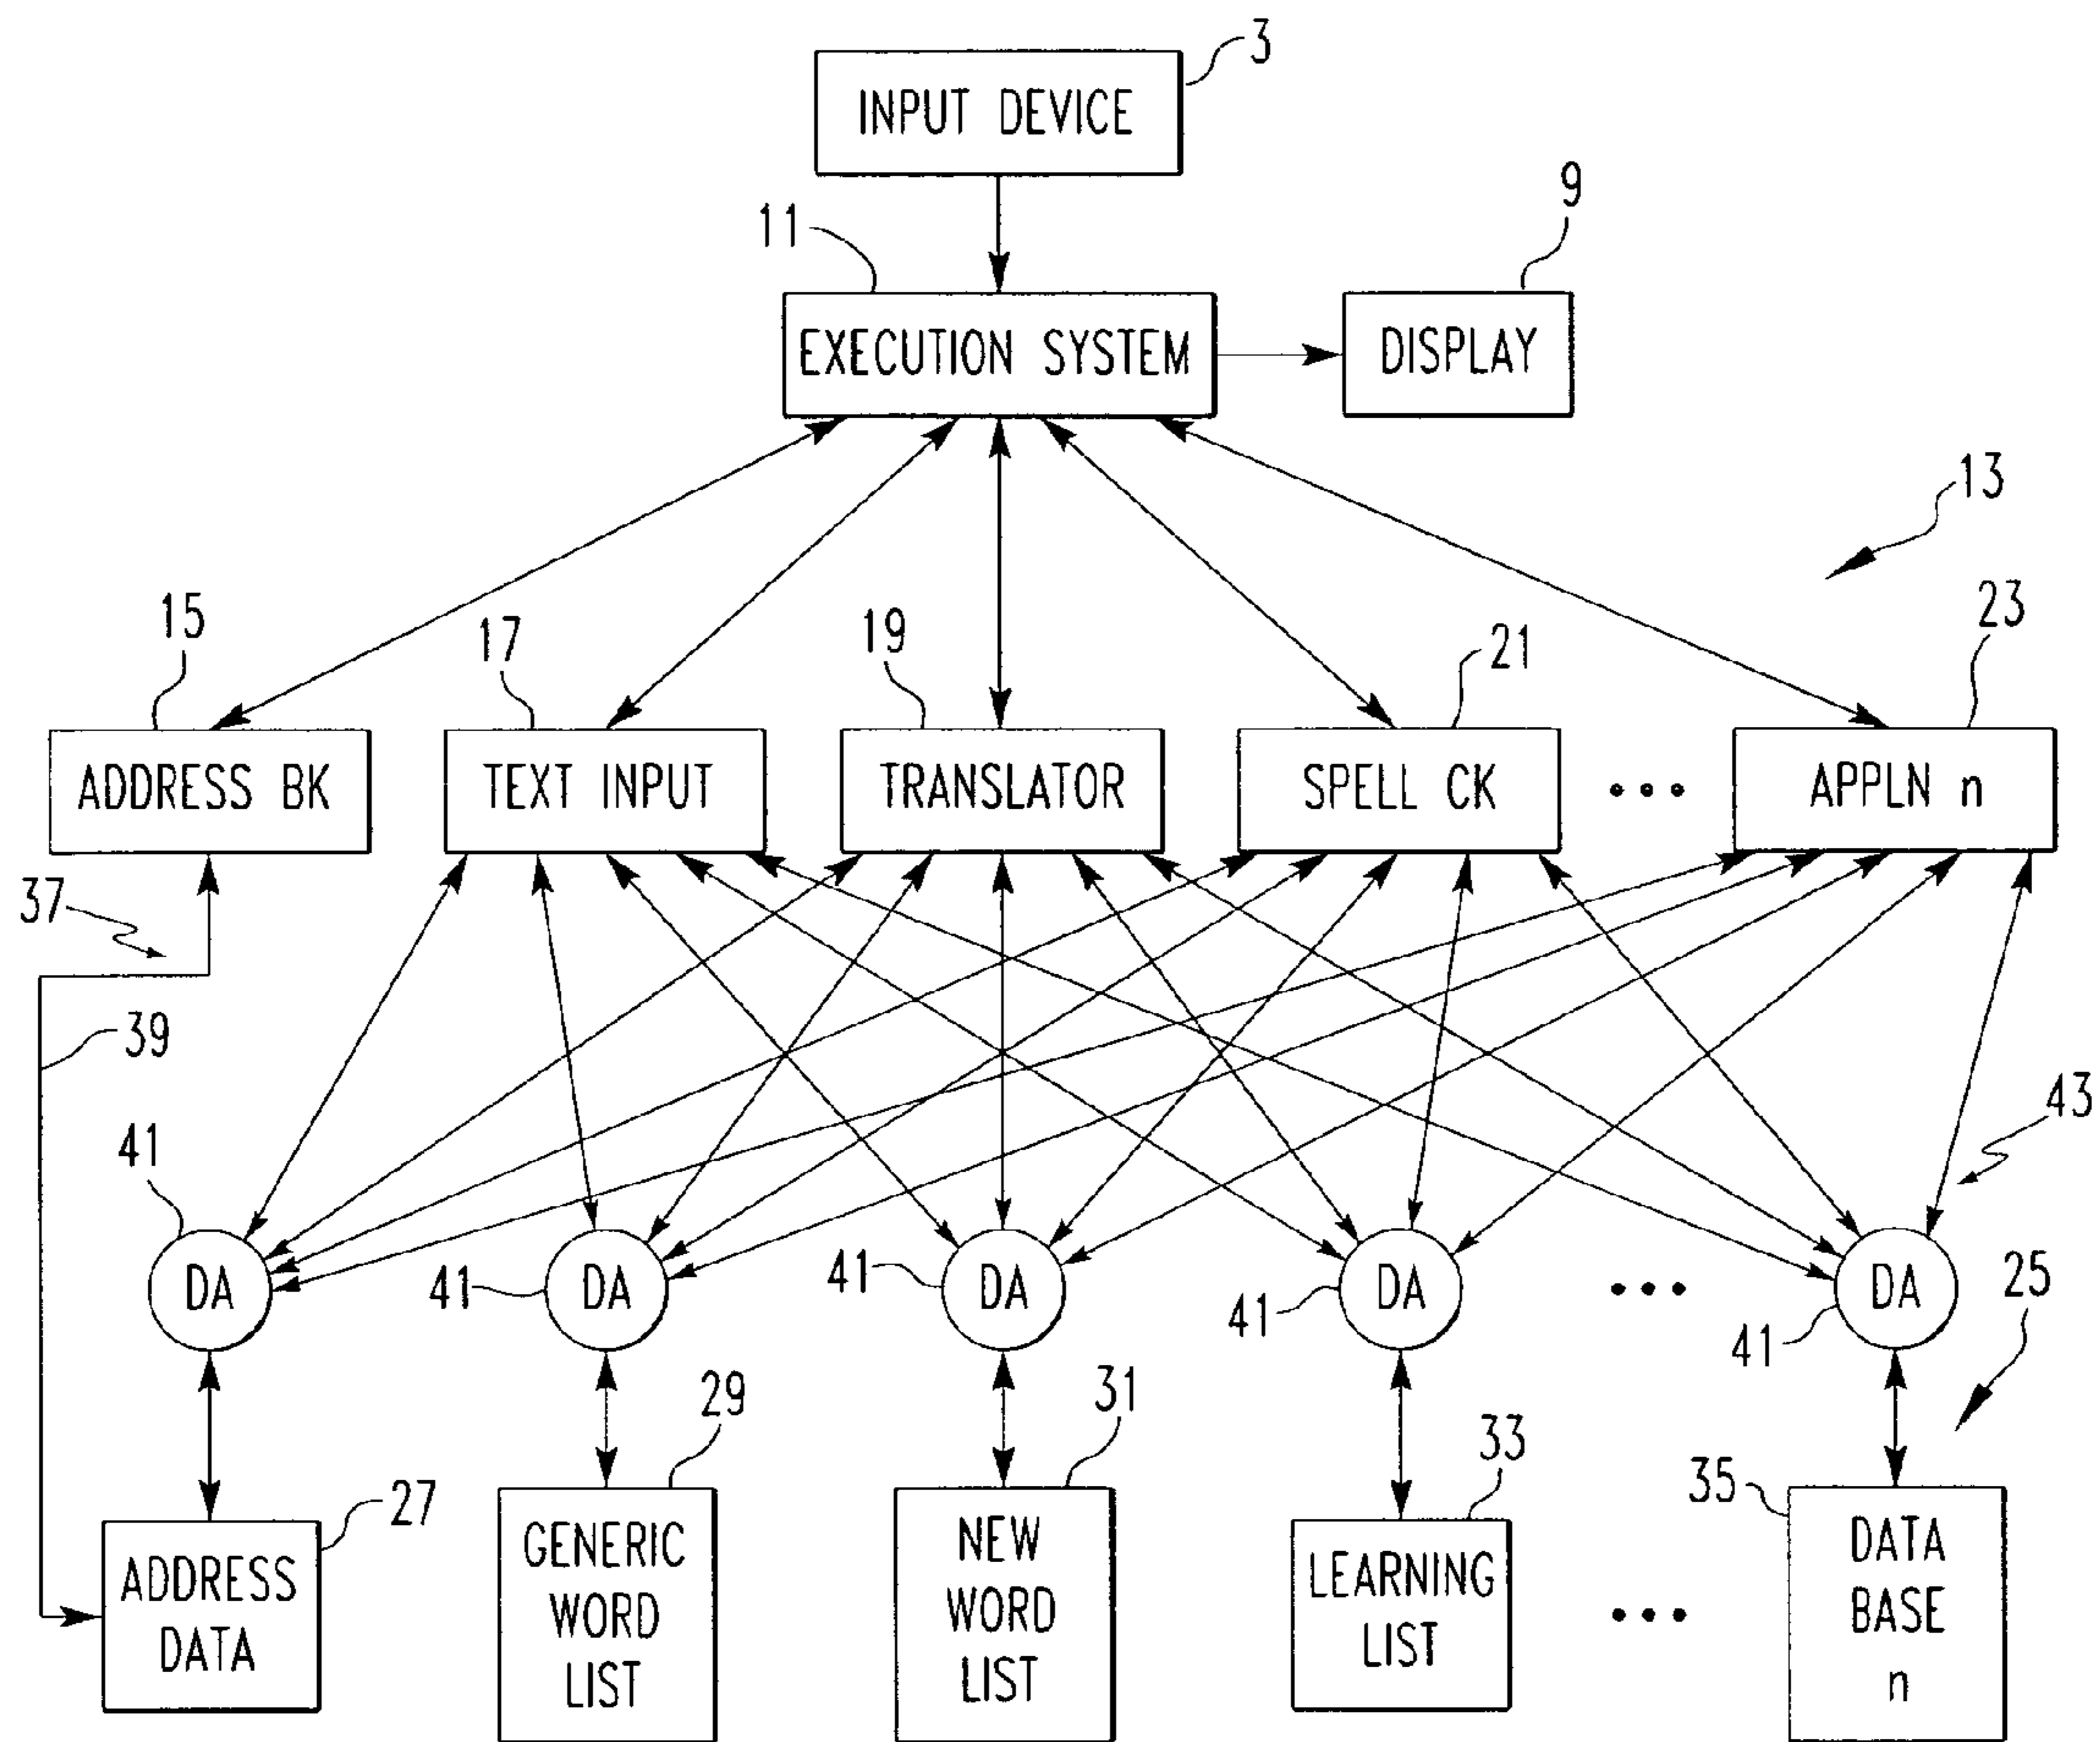 3
INPUT DEVICE
9
11
EXECUTION SYSTEM
DISPLAY
13
15
17
19
21
23
ADDRESS BK
TEXT INPUT
TRANSLATOR
SPELL CK
•••
APPLN n
37
39
43
41
DA
41
DA
41
DA
41
DA
•••
41
DA
25
27
29
31
33
35
ADDRESS
DATA
GENERIC
WORD
LIST
NEW
WORD
LIST
LEARNING
LIST
•••
DATA
BASE
n